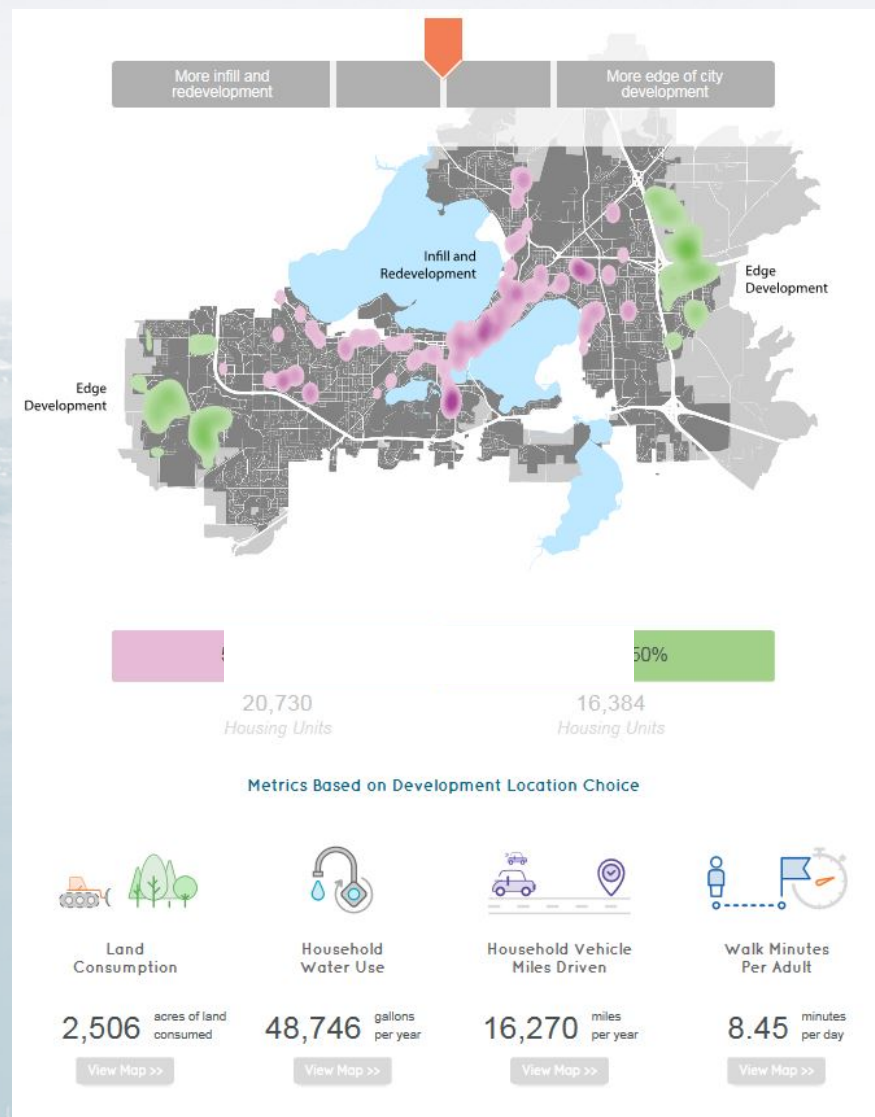 More infill and
redevelopment
More edge of city
development
Infill and
Redevelopment
Edge
Development
Edge
Development
50%
20,730
16,384
Housing Units
Housing Units
Metrics Based on Development Location Choice
Land
Consumption
Household
Water Use
Household Vehicle
Miles Driven
Walk Minutes
Per Adult
2,506 acres of land
consumed
48,746 gallons
per year
16,270 miles
per year
8.45 minutes
per day
View Map >>
View Map >>
View Map >>
View Map >>